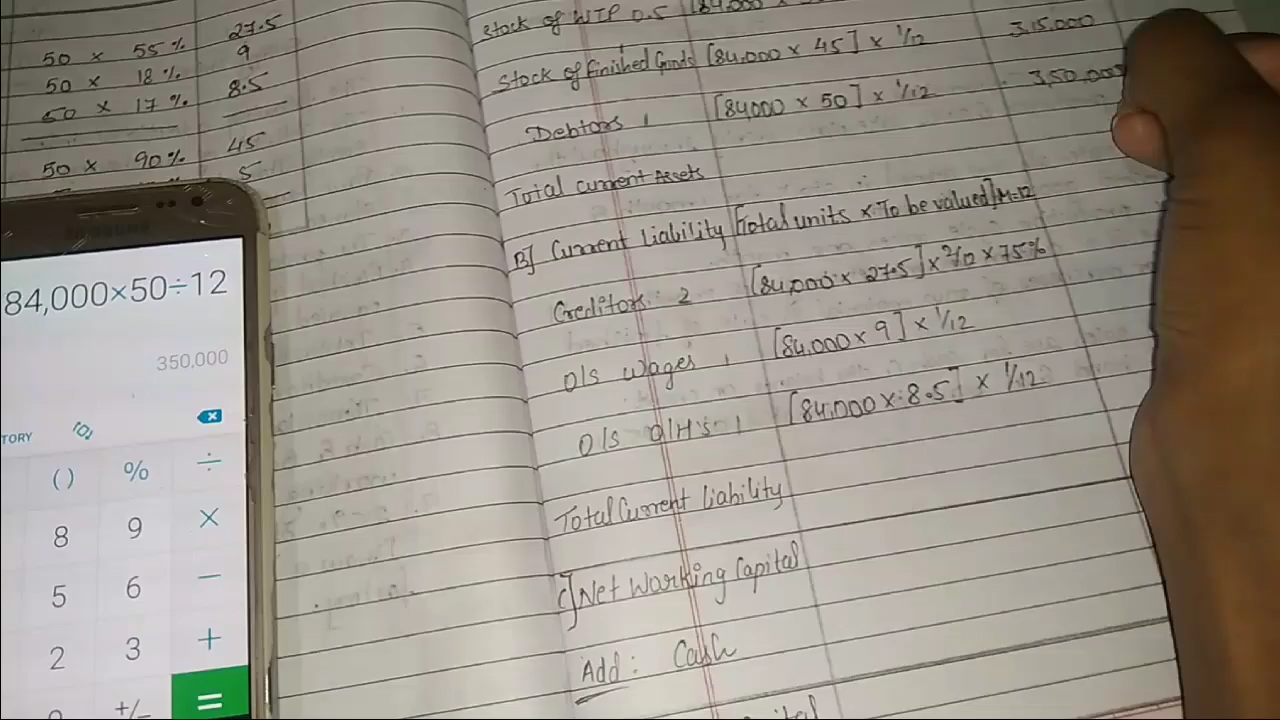 50 × 55% 27.5
50 × 18% 9
50 × 17% 8.5
50 × 90% 45
5
84,000×50÷12
350,000
TORY
( ) % ÷
8 9 ×
5 6 −
2 3 +
+/− =
Stock of WIP 0.5 [84,000 ×
Stock of Finished Goods [84,000 × 45] × 1/12 3,15,000
Debtors 1 [84000 × 50] × 1/12 3,50,000
Total Current Assets
B] Current Liability [Total units × To be valued] M-12
Creditors 2 [84,000 × 27.5] × 2/12 × 75%
O/S Wages 1 [84,000 × 9] × 1/12
O/S O/H's 1 [84,000 × 8.5] × 1/12
Total Current Liability
C] Net Working Capital
Add: Cash